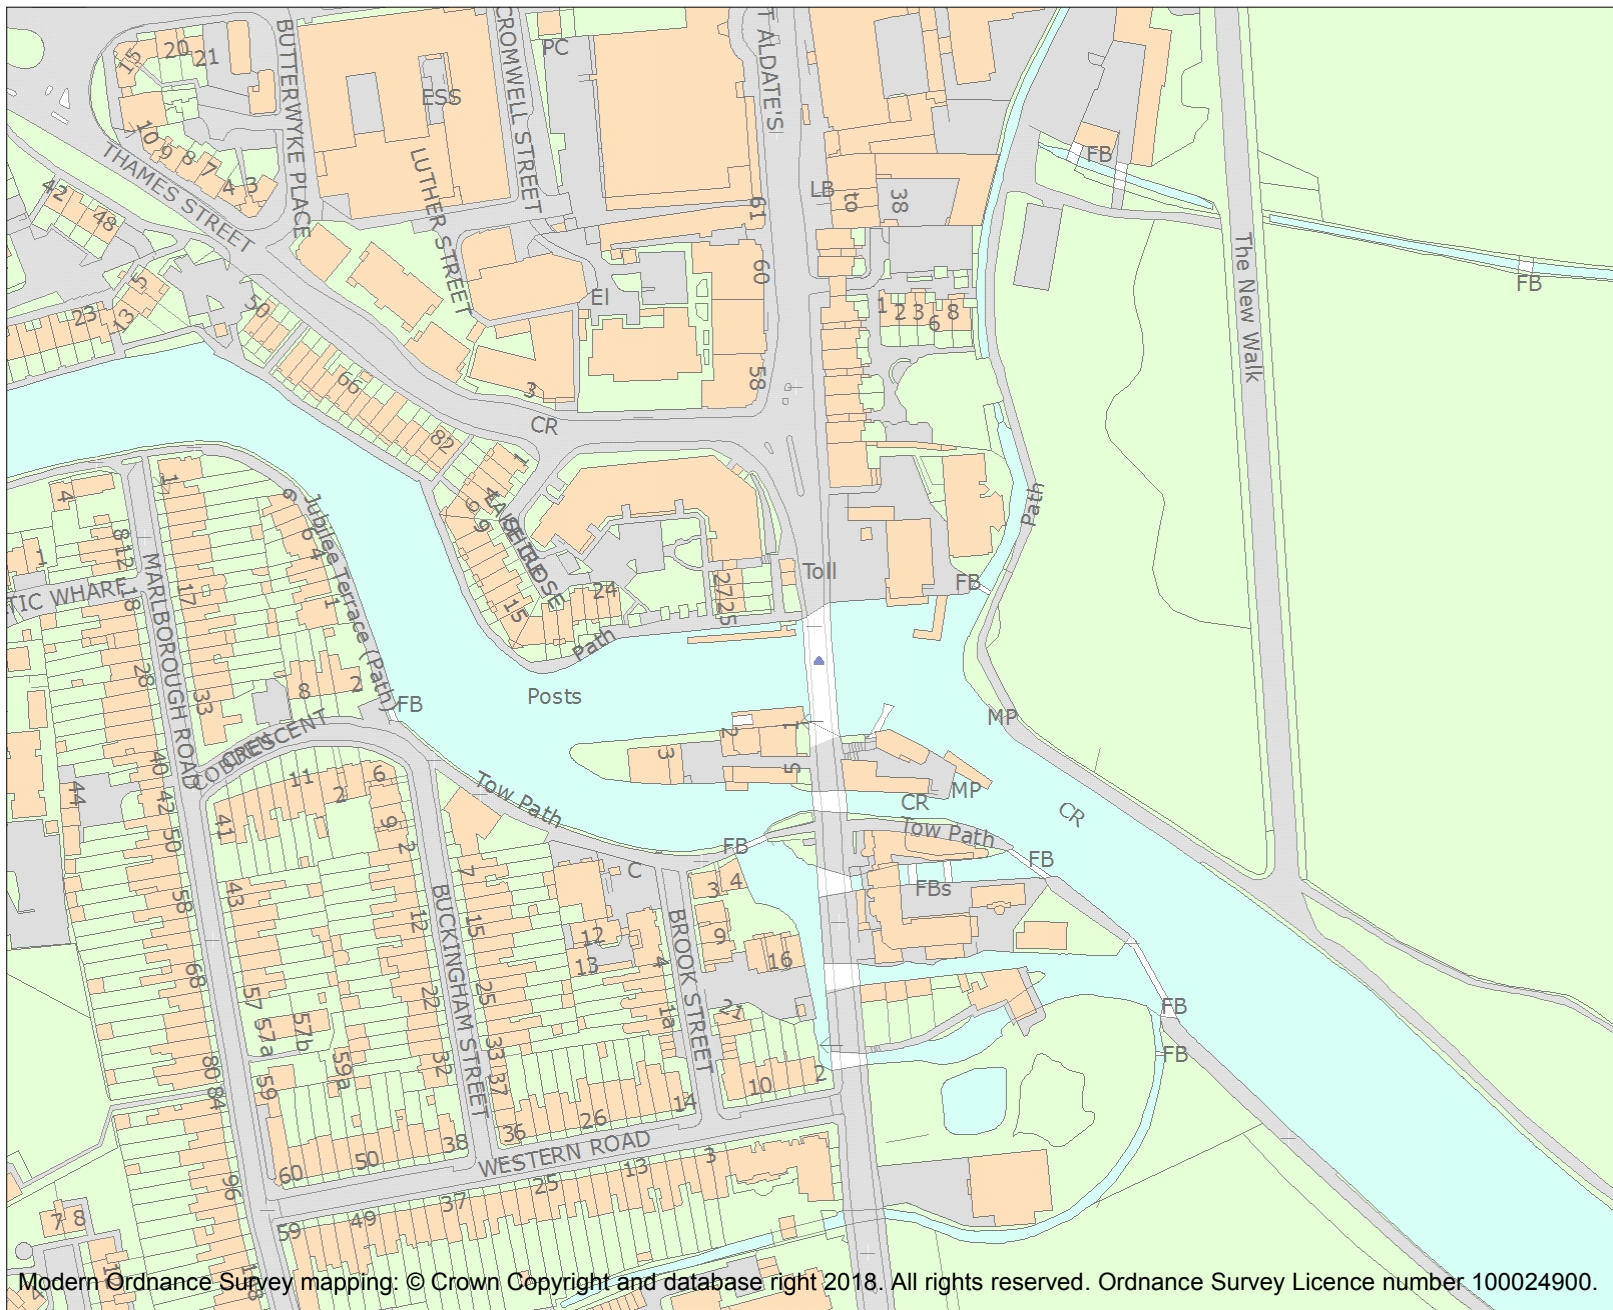 15
20
21
BUTTERWYKE PLACE
CROMWELL STREET
PC
T ALDATE'S
ESS
10
9
8
7
4
3
THAMES STREET
42
48
LUTHER STREET
61
LB
to
38
FB
The New Walk
FB
5
23
13
50
EI
60
1
2
3
6
8
66
3
58
CR
82
1
4
6
9
15
24
27
25
Toll
FB
Path
Path
Posts
1
4
9
6
4
1
Jubilee Terrace (Path)
8
12
18
1
TIC WHARF
MARLBOROUGH ROAD
17
28
33
8
2
FB
CRESCENT
40
42
44
50
11
2
6
9
2
41
Tow Path
3
2
1
5
MP
MP
CR
CR
Tow Path
FB
FB
FBs
C
3
4
7
58
43
12
15
BUCKINGHAM STREET
BROOK STREET
12
13
4
9
16
68
57
57a
57b
59a
59
22
25
1a
21
FB
FB
33
37
32
80
84
10
2
14
26
36
38
50
60
WESTERN ROAD
3
13
25
37
49
59
96
7
8
Modern Ordnance Survey mapping: © Crown Copyright and database right 2018. All rights reserved. Ordnance Survey Licence number 100024900.